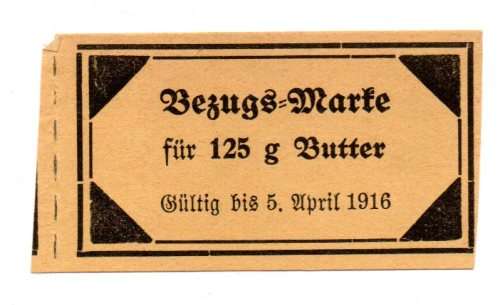 Bezugs-Marke
für 125 g Butter
Gültig bis 5. April 1916